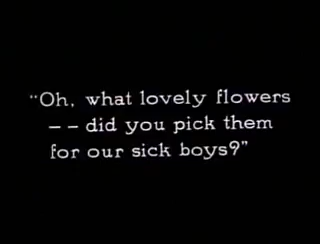 “Oh, what lovely flowers
-- did you pick them
for our sick boys?”